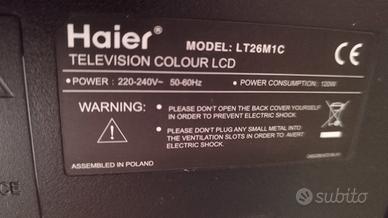 Haier® MODEL: LT26M1C
TELEVISION COLOUR LCD
• POWER: 220-240V~ 50-60Hz • POWER CONSUMPTION: 120W
WARNING: • PLEASE DON'T OPEN THE BACK COVER YOURSELF
IN ORDER TO PREVENT ELECTRIC SHOCK.
• PLEASE DON'T PLUG ANY SMALL METAL INTO
THE VENTILATION SLOTS IN ORDER TO AVERT
ELECTRIC SHOCK.
ASSEMBLED IN POLAND
CE
subito